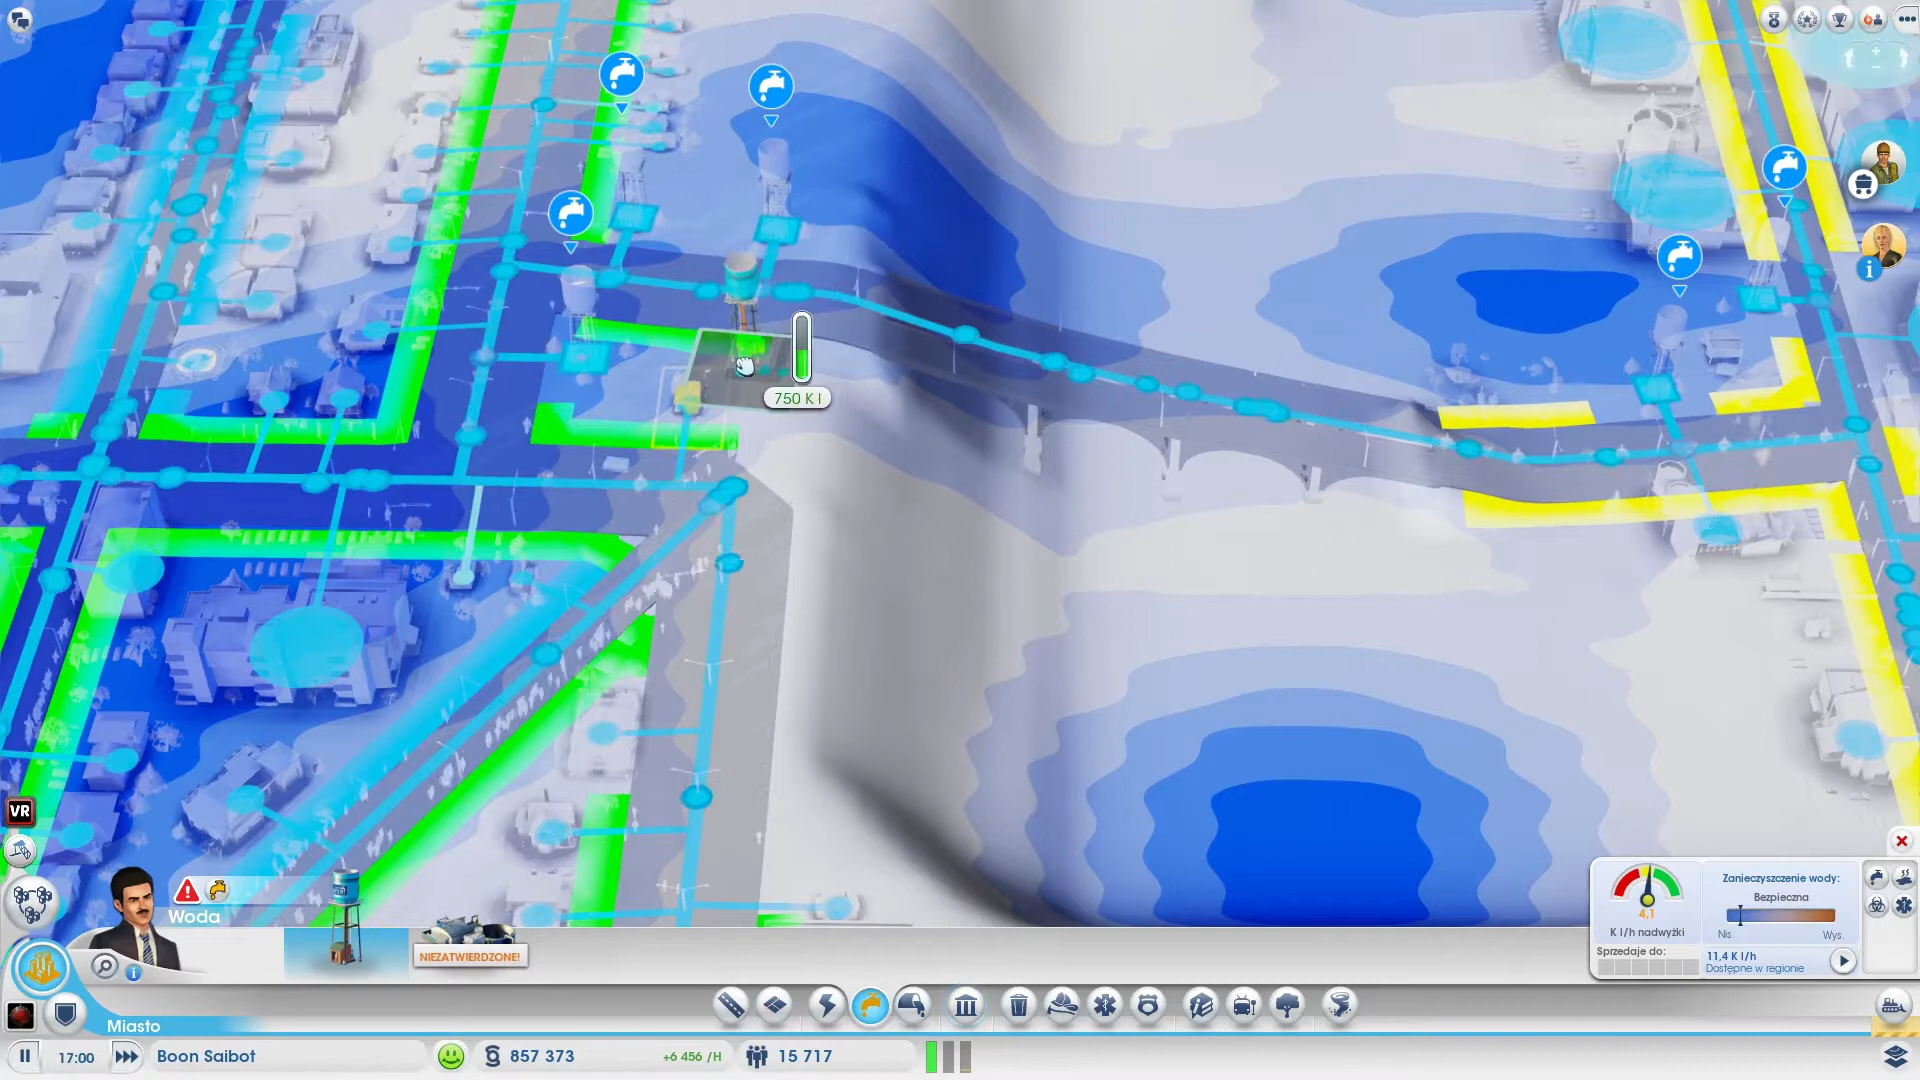 750 K l
VR
Woda
NIEZATWIERDZONE!
4,1
K l/h nadwyżki
Sprzedaje do:
Zanieczyszczenie wody:
Bezpieczna
Nis.
Wys.
11,4 K l/h
Dostępne w regionie
Miasto
17:00
Boon Saibot
857 373
+6 456 /H
15 717